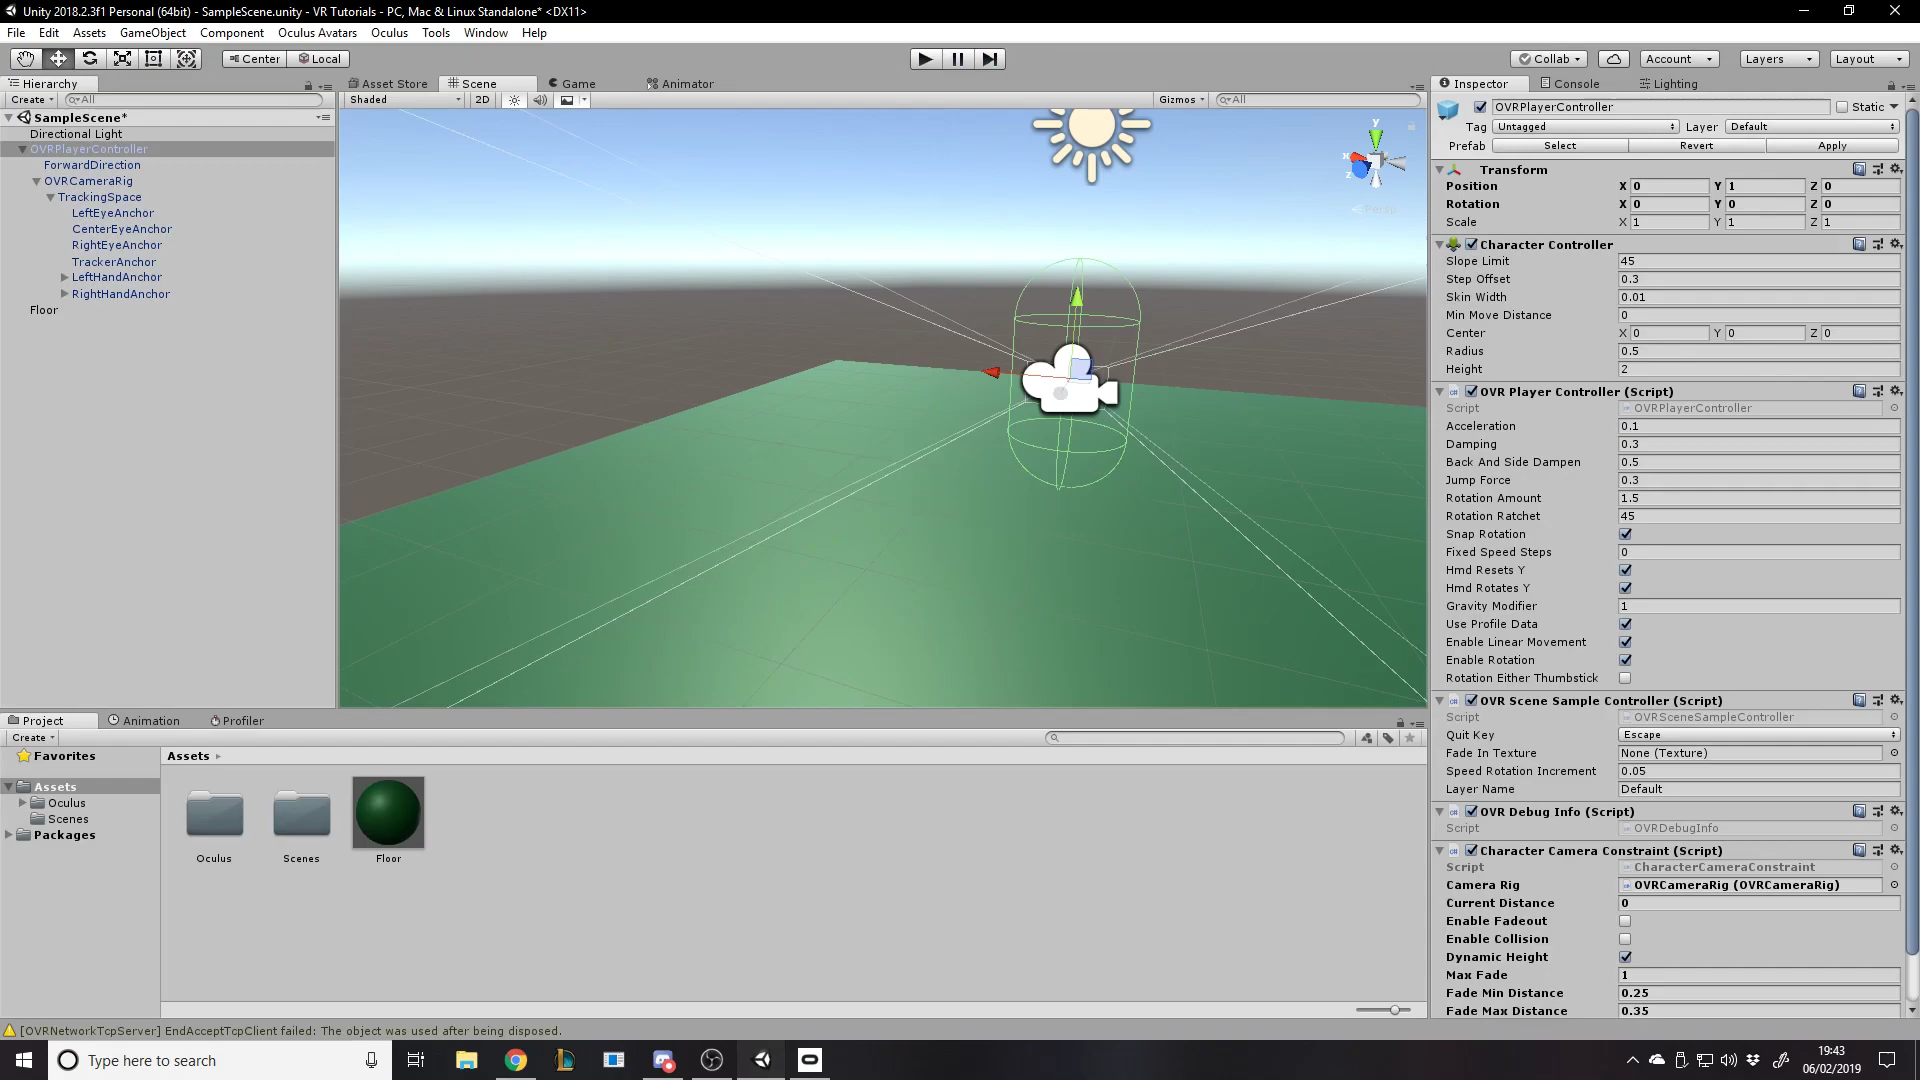 Unity 2018.2.3f1 Personal (64bit) - SampleScene.unity - VR Tutorials - PC, Mac & Linux Standalone* <DX11>
File Edit Assets GameObject Component Oculus Avatars Oculus Tools Window Help
Center Local Collab Account Layers Layout
Hierarchy
Create All
SampleScene*
Directional Light
OVRPlayerController
ForwardDirection
OVRCameraRig
TrackingSpace
LeftEyeAnchor
CenterEyeAnchor
RightEyeAnchor
TrackerAnchor
LeftHandAnchor
RightHandAnchor
Floor
Asset Store Scene Game Animator
Shaded 2D Gizmos All
y
x
z
Persp
Inspector Console Lighting
OVRPlayerController Static
Tag Untagged Layer Default
Prefab Select Revert Apply
Transform
Position X 0 Y 1 Z 0
Rotation X 0 Y 0 Z 0
Scale X 1 Y 1 Z 1
Character Controller
Slope Limit 45
Step Offset 0.3
Skin Width 0.01
Min Move Distance 0
Center X 0 Y 0 Z 0
Radius 0.5
Height 2
OVR Player Controller (Script)
Script OVRPlayerController
Acceleration 0.1
Damping 0.3
Back And Side Dampen 0.5
Jump Force 0.3
Rotation Amount 1.5
Rotation Ratchet 45
Snap Rotation
Fixed Speed Steps 0
Hmd Resets Y
Hmd Rotates Y
Gravity Modifier 1
Use Profile Data
Enable Linear Movement
Enable Rotation
Rotation Either Thumbstick
OVR Scene Sample Controller (Script)
Script OVRSceneSampleController
Quit Key Escape
Fade In Texture None (Texture)
Speed Rotation Increment 0.05
Layer Name Default
OVR Debug Info (Script)
Script OVRDebugInfo
Character Camera Constraint (Script)
Script CharacterCameraConstraint
Camera Rig OVRCameraRig (OVRCameraRig)
Current Distance 0
Enable Fadeout
Enable Collision
Dynamic Height
Max Fade 1
Fade Min Distance 0.25
Fade Max Distance 0.35
Project Animation Profiler
Create
Favorites
Assets
Oculus
Scenes
Packages
Assets
Oculus Scenes Floor
[OVRNetworkTcpServer] EndAcceptTcpClient failed: The object was used after being disposed.
Type here to search
19:43
06/02/2019